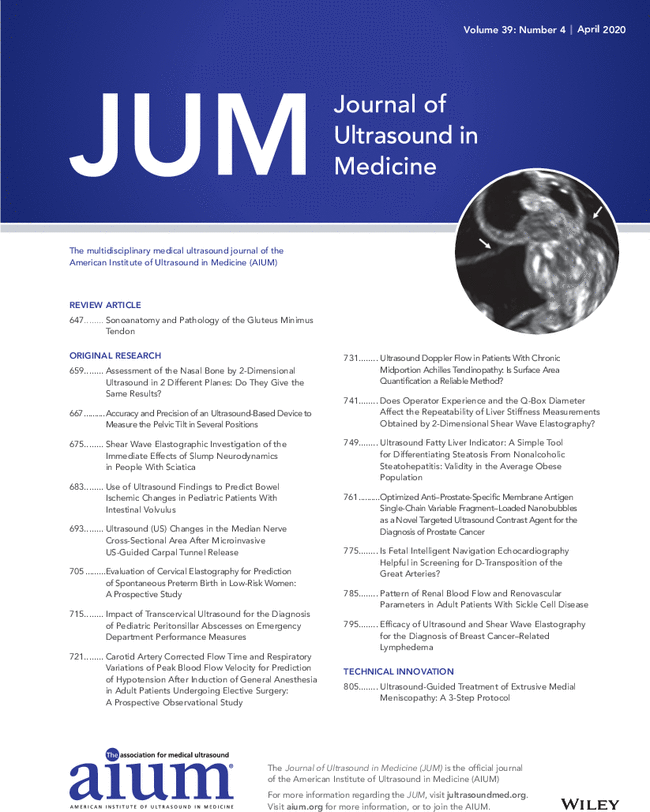 Volume 39: Number 4 | April 2020
JUM
Journal of
Ultrasound in
Medicine
The multidisciplinary medical ultrasound journal of the
American Institute of Ultrasound in Medicine (AIUM)
REVIEW ARTICLE
647........ Sonoanatomy and Pathology of the Gluteus Minimus
Tendon
ORIGINAL RESEARCH
659........ Assessment of the Nasal Bone by 2-Dimensional
Ultrasound in 2 Different Planes: Do They Give the
Same Results?
667..........Accuracy and Precision of an Ultrasound-Based Device to
Measure the Pelvic Tilt in Several Positions
675........ Shear Wave Elastographic Investigation of the
Immediate Effects of Slump Neurodynamics
in People With Sciatica
683........ Use of Ultrasound Findings to Predict Bowel
Ischemic Changes in Pediatric Patients With
Intestinal Volvulus
693........ Ultrasound (US) Changes in the Median Nerve
Cross-Sectional Area After Microinvasive
US-Guided Carpal Tunnel Release
705 ........Evaluation of Cervical Elastography for Prediction
of Spontaneous Preterm Birth in Low-Risk Women:
A Prospective Study
715........ Impact of Transcervical Ultrasound for the Diagnosis
of Pediatric Peritonsillar Abscesses on Emergency
Department Performance Measures
721........ Carotid Artery Corrected Flow Time and Respiratory
Variations of Peak Blood Flow Velocity for Prediction
of Hypotension After Induction of General Anesthesia
in Adult Patients Undergoing Elective Surgery:
A Prospective Observational Study
731........ Ultrasound Doppler Flow in Patients With Chronic
Midportion Achilles Tendinopathy: Is Surface Area
Quantification a Reliable Method?
741........ Does Operator Experience and the Q-Box Diameter
Affect the Repeatability of Liver Stiffness Measurements
Obtained by 2-Dimensional Shear Wave Elastography?
749........ Ultrasound Fatty Liver Indicator: A Simple Tool
for Differentiating Steatosis From Nonalcoholic
Steatohepatitis: Validity in the Average Obese
Population
761..........Optimized Anti–Prostate-Specific Membrane Antigen
Single-Chain Variable Fragment–Loaded Nanobubbles
as a Novel Targeted Ultrasound Contrast Agent for the
Diagnosis of Prostate Cancer
775........ Is Fetal Intelligent Navigation Echocardiography
Helpful in Screening for D-Transposition of the
Great Arteries?
785........ Pattern of Renal Blood Flow and Renovascular
Parameters in Adult Patients With Sickle Cell Disease
795........ Efficacy of Ultrasound and Shear Wave Elastography
for the Diagnosis of Breast Cancer–Related
Lymphedema
TECHNICAL INNOVATION
805........ Ultrasound-Guided Treatment of Extrusive Medial
Meniscopathy: A 3-Step Protocol
The association for medical ultrasound
aium
AMERICAN INSTITUTE OF ULTRASOUND IN MEDICINE
The Journal of Ultrasound in Medicine (JUM) is the official journal
of the American Institute of Ultrasound in Medicine (AIUM)
For more information regarding the JUM, visit jultrasoundmed.org.
Visit aium.org for more information, or to join the AIUM.
WILEY